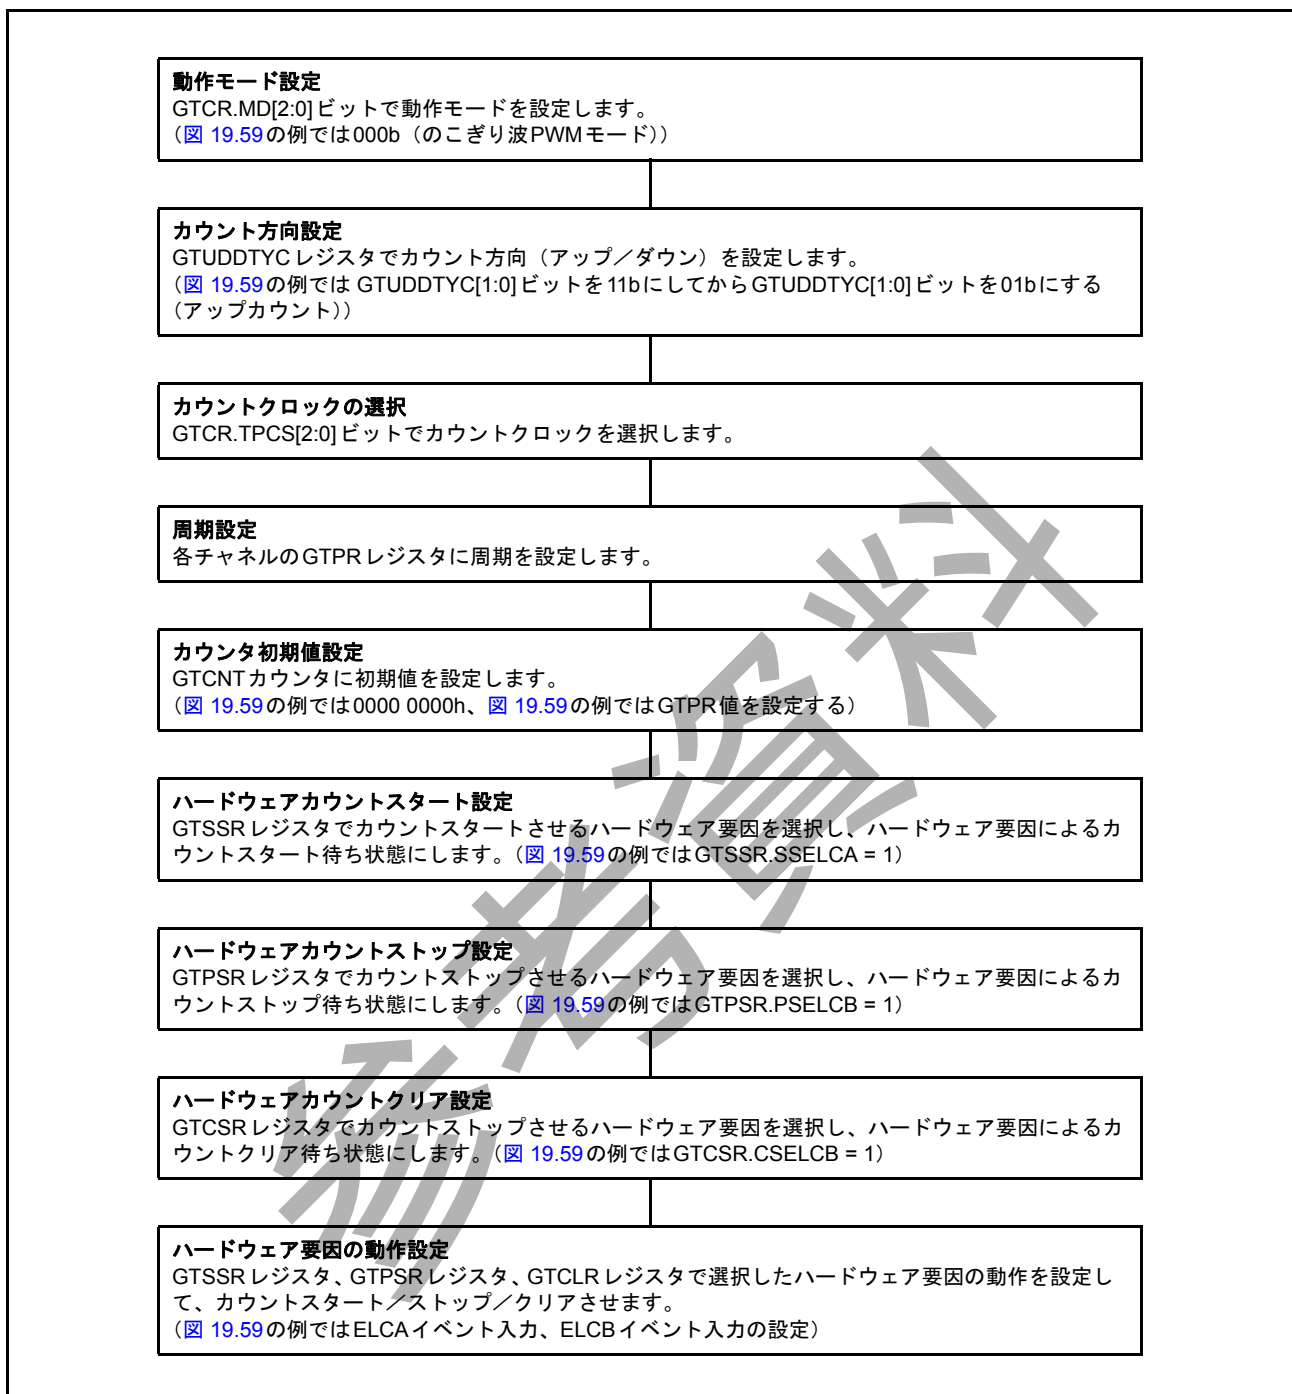 動作モード設定
GTCR.MD[2:0]ビットで動作モードを設定します。
（図 19.59の例では000b（のこぎり波PWMモード））
カウント方向設定
GTUDDTYCレジスタでカウント方向（アップ／ダウン）を設定します。
（図 19.59の例では GTUDDTYC[1:0]ビットを11bにしてからGTUDDTYC[1:0]ビットを01bにする
（アップカウント））
カウントクロックの選択
GTCR.TPCS[2:0]ビットでカウントクロックを選択します。
周期設定
各チャネルのGTPRレジスタに周期を設定します。
カウンタ初期値設定
GTCNTカウンタに初期値を設定します。
（図 19.59の例では0000 0000h、図 19.59の例ではGTPR値を設定する）
ハードウェアカウントスタート設定
GTSSRレジスタでカウントスタートさせるハードウェア要因を選択し、ハードウェア要因によるカ
ウントスタート待ち状態にします。（図 19.59の例ではGTSSR.SSELCA = 1）
ハードウェアカウントストップ設定
GTPSRレジスタでカウントストップさせるハードウェア要因を選択し、ハードウェア要因によるカ
ウントストップ待ち状態にします。（図 19.59の例ではGTPSR.PSELCB = 1）
ハードウェアカウントクリア設定
GTCSRレジスタでカウントストップさせるハードウェア要因を選択し、ハードウェア要因によるカ
ウントクリア待ち状態にします。（図 19.59の例ではGTCSR.CSELCB = 1）
ハードウェア要因の動作設定
GTSSRレジスタ、GTPSRレジスタ、GTCLRレジスタで選択したハードウェア要因の動作を設定し
て、カウントスタート／ストップ／クリアさせます。
（図 19.59の例ではELCAイベント入力、ELCBイベント入力の設定）
参考資料